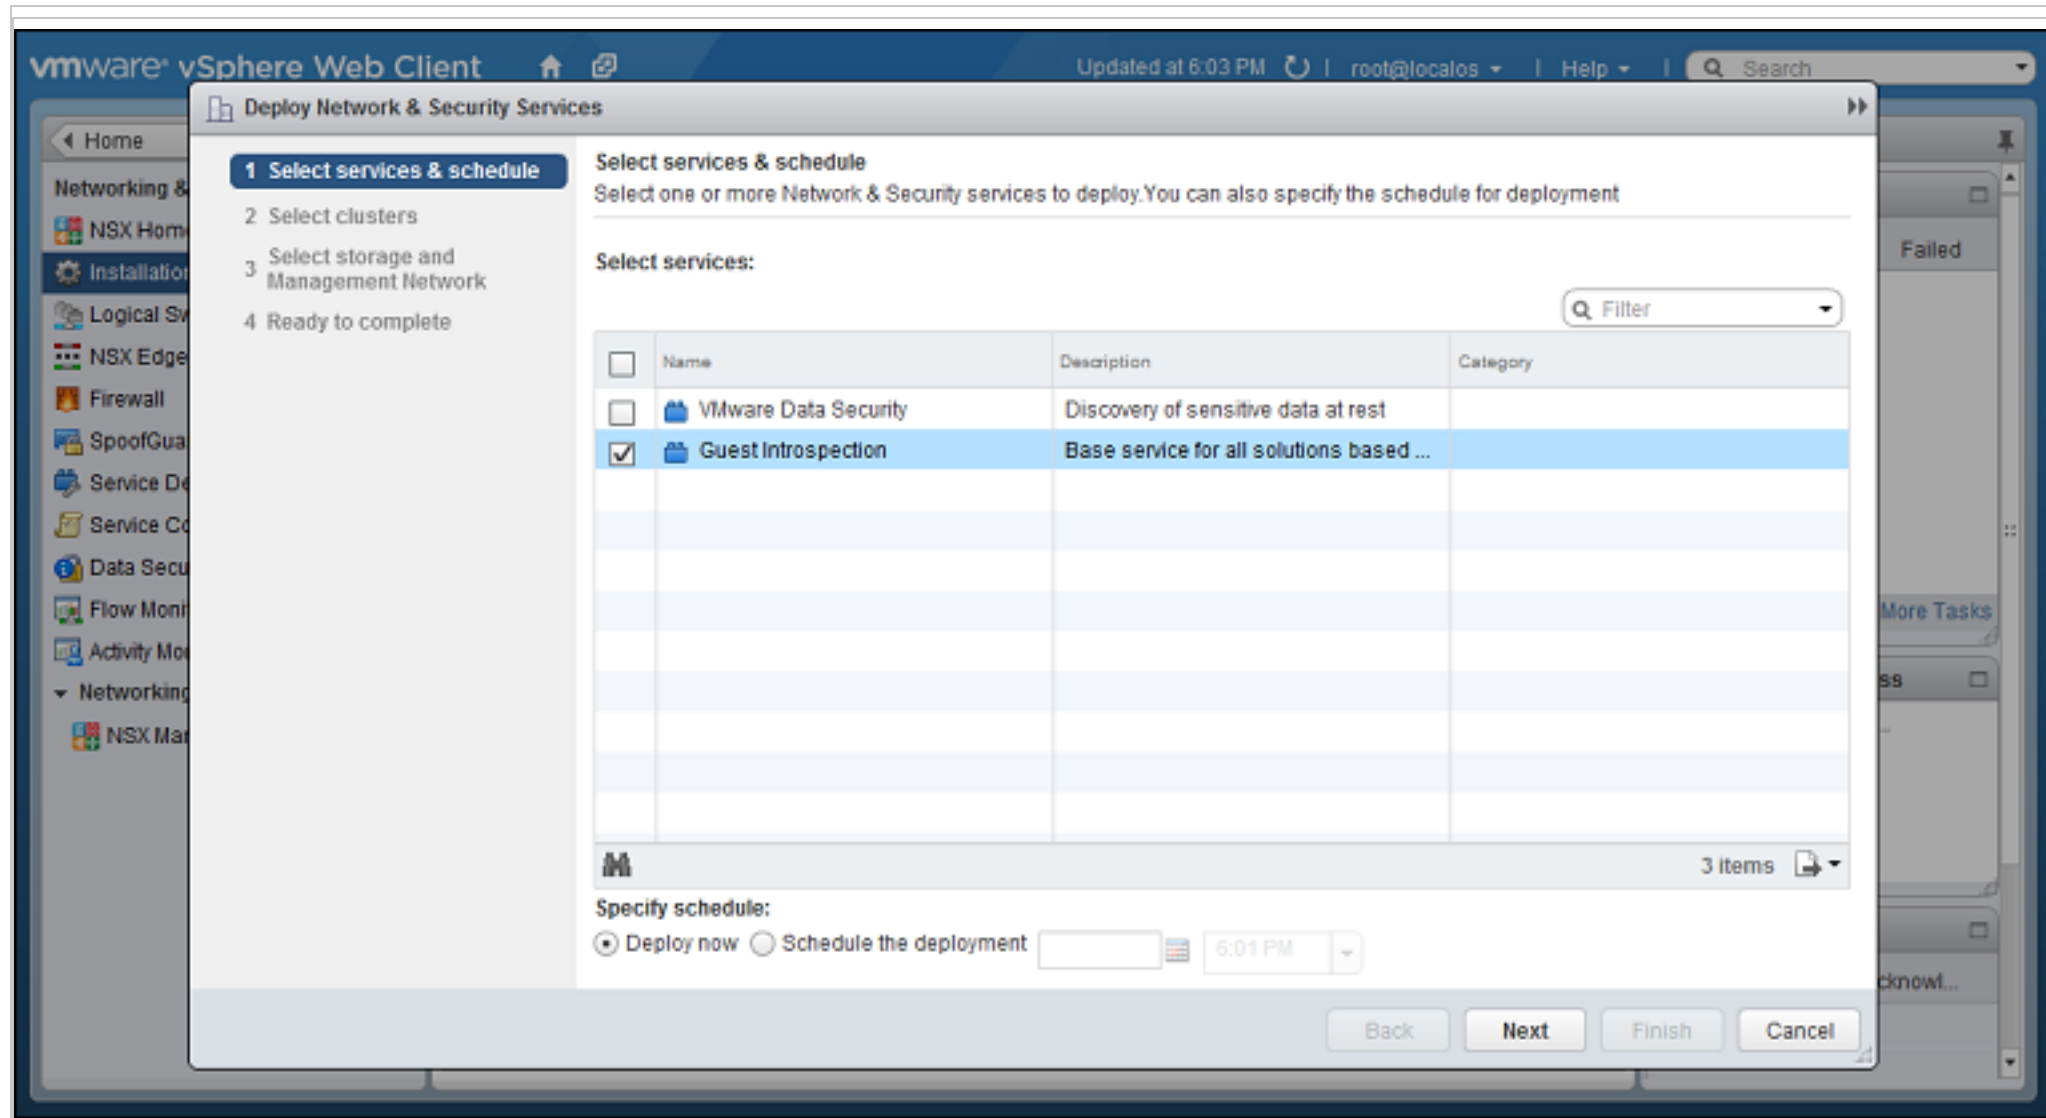 vmware® vSphere Web Client
Updated at 6:03 PM | root@localos | Help | Search
Deploy Network & Security Services
Home
Networking &
NSX Hom
Installation
Logical Sw
NSX Edge
Firewall
SpoofGua
Service De
Service Co
Data Secu
Flow Moni
Activity Mo
Networking
NSX Ma
1 Select services & schedule
2 Select clusters
3 Select storage and
Management Network
4 Ready to complete
Select services & schedule
Select one or more Network & Security services to deploy.You can also specify the schedule for deployment
Select services:
Filter
Name Description Category
VMware Data Security Discovery of sensitive data at rest
Guest Introspection Base service for all solutions based ...
3 items
Specify schedule:
Deploy now Schedule the deployment 6:01 PM
Back Next Finish Cancel
Failed
More Tasks
ss
cknowl...